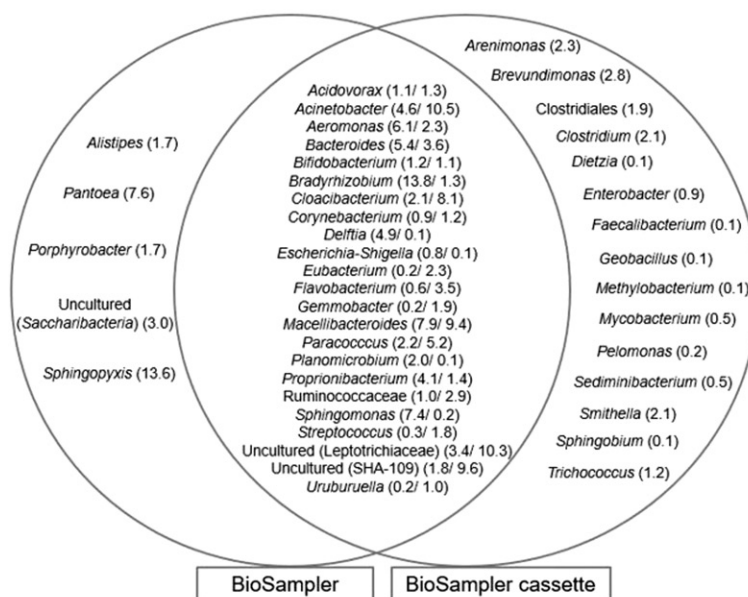 Alistipes (1.7)
Pantoea (7.6)
Porphyrobacter (1.7)
Uncultured
(Saccharibacteria) (3.0)
Sphingopyxis (13.6)
Acidovorax (1.1/ 1.3)
Acinetobacter (4.6/ 10.5)
Aeromonas (6.1/ 2.3)
Bacteroides (5.4/ 3.6)
Bifidobacterium (1.2/ 1.1)
Bradyrhizobium (13.8/ 1.3)
Cloacibacterium (2.1/ 8.1)
Corynebacterium (0.9/ 1.2)
Delftia (4.9/ 0.1)
Escherichia-Shigella (0.8/ 0.1)
Eubacterium (0.2/ 2.3)
Flavobacterium (0.6/ 3.5)
Gemmobacter (0.2/ 1.9)
Macellibacteroides (7.9/ 9.4)
Paracocccus (2.2/ 5.2)
Planomicrobium (2.0/ 0.1)
Proprionibacterium (4.1/ 1.4)
Ruminococcaceae (1.0/ 2.9)
Sphingomonas (7.4/ 0.2)
Streptococcus (0.3/ 1.8)
Uncultured (Leptotrichiaceae) (3.4/ 10.3)
Uncultured (SHA-109) (1.8/ 9.6)
Uruburuella (0.2/ 1.0)
Arenimonas (2.3)
Brevundimonas (2.8)
Clostridiales (1.9)
Clostridium (2.1)
Dietzia (0.1)
Enterobacter (0.9)
Faecalibacterium (0.1)
Geobacillus (0.1)
Methylobacterium (0.1)
Mycobacterium (0.5)
Pelomonas (0.2)
Sediminibacterium (0.5)
Smithella (2.1)
Sphingobium (0.1)
Trichococcus (1.2)
BioSampler
BioSampler cassette